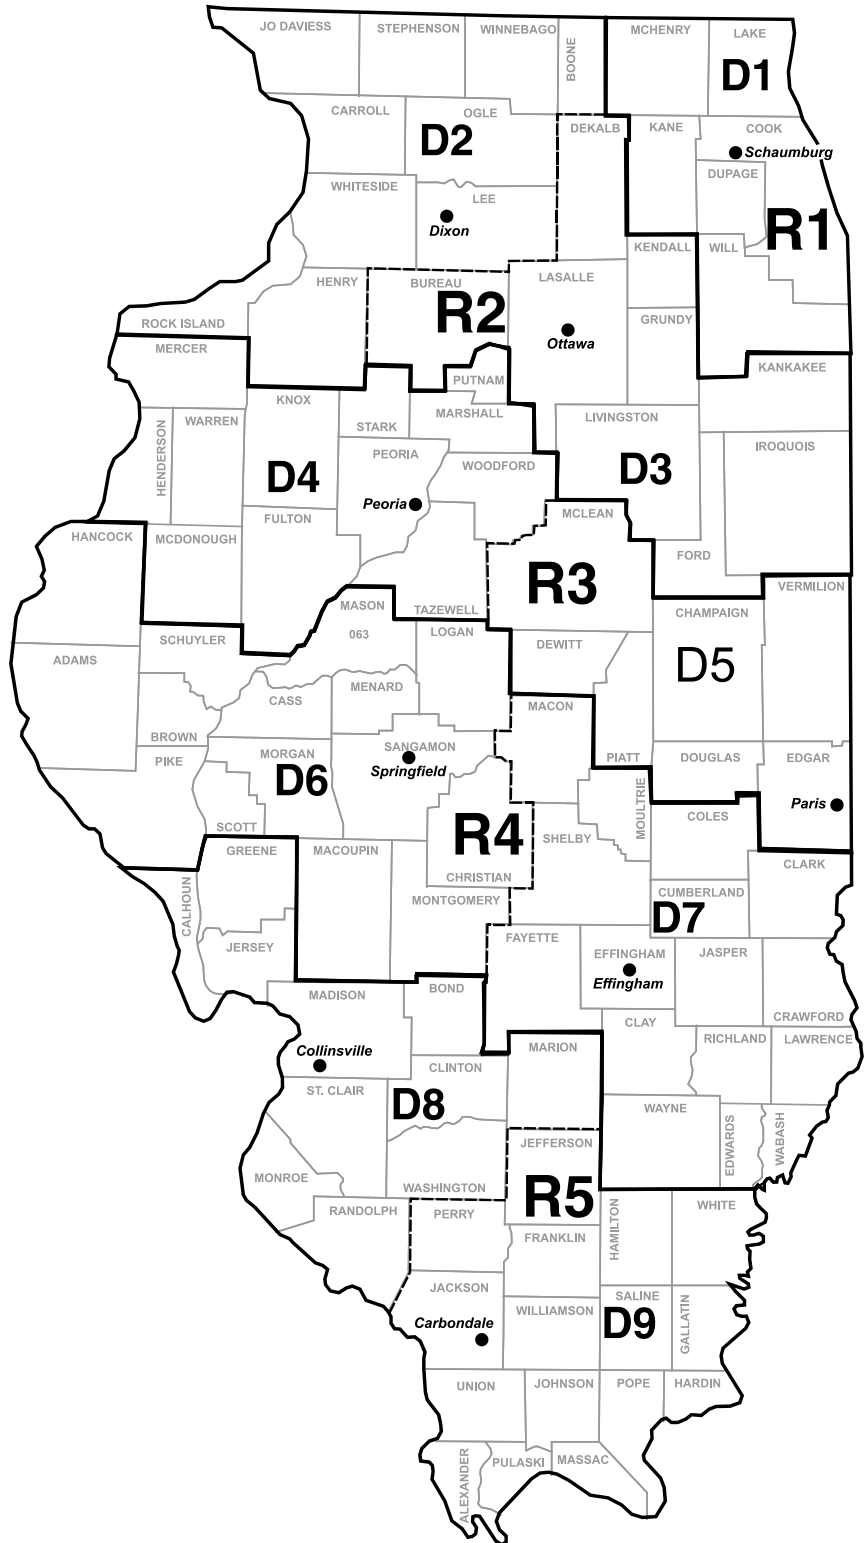 JO DAVIESS
STEPHENSON
WINNEBAGO
BOONE
MCHENRY
LAKE
D1
CARROLL
OGLE
D2
DEKALB
KANE
COOK
Schaumburg
DUPAGE
WHITESIDE
LEE
Dixon
R1
KENDALL
WILL
HENRY
BUREAU
LASALLE
R2
ROCK ISLAND
GRUNDY
Ottawa
MERCER
PUTNAM
KANKAKEE
KNOX
STARK
MARSHALL
LIVINGSTON
HENDERSON
WARREN
PEORIA
WOODFORD
IROQUOIS
D4
D3
Peoria
FULTON
MCLEAN
HANCOCK
MCDONOUGH
FORD
R3
VERMILION
MASON
TAZEWELL
CHAMPAIGN
063
LOGAN
SCHUYLER
DEWITT
ADAMS
D5
MENARD
CASS
MACON
BROWN
SANGAMON
PIKE
MORGAN
PIATT
DOUGLAS
EDGAR
Springfield
D6
MOULTRIE
Paris
SCOTT
R4
SHELBY
COLES
GREENE
MACOUPIN
CLARK
CHRISTIAN
CALHOUN
MONTGOMERY
CUMBERLAND
D7
JERSEY
FAYETTE
EFFINGHAM
JASPER
Effingham
MADISON
BOND
CLAY
CRAWFORD
Collinsville
MARION
RICHLAND
LAWRENCE
CLINTON
ST. CLAIR
D8
WAYNE
EDWARDS
WABASH
JEFFERSON
MONROE
WASHINGTON
R5
RANDOLPH
PERRY
HAMILTON
WHITE
FRANKLIN
JACKSON
SALINE
WILLIAMSON
GALLATIN
Carbondale
D9
UNION
JOHNSON
POPE
HARDIN
ALEXANDER
PULASKI
MASSAC